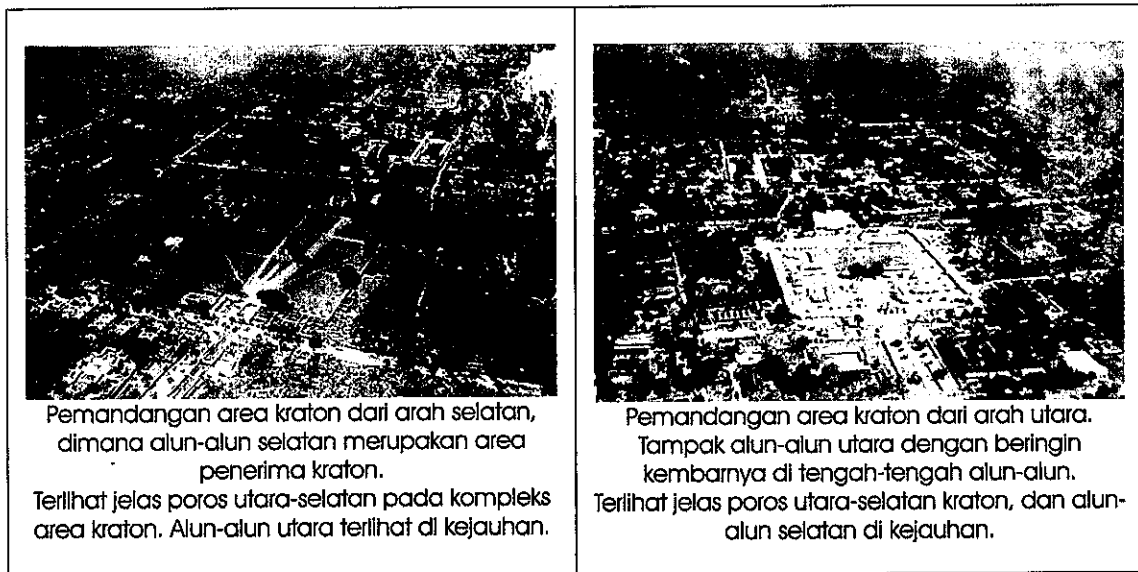 Pemandangan area kraton dari arah selatan,
dimana alun-alun selatan merupakan area
penerima kraton.
Terlihat jelas poros utara-selatan pada kompleks
area kraton. Alun-alun utara terlihat di kejauhan.
Pemandangan area kraton dari arah utara.
Tampak alun-alun utara dengan beringin
kembarnya di tengah-tengah alun-alun.
Terlihat jelas poros utara-selatan kraton, dan alun-
alun selatan di kejauhan.